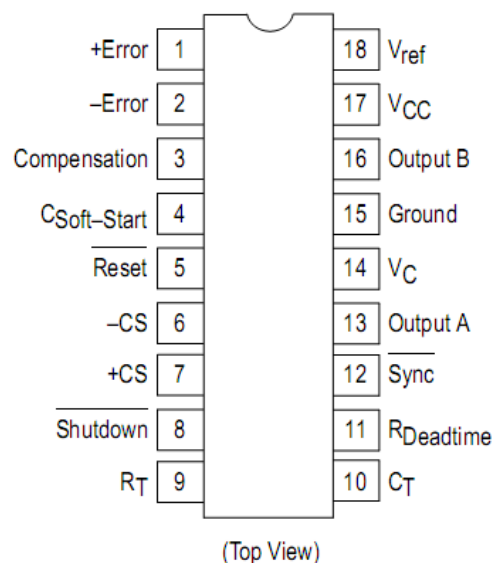 +Error 1 18 Vref
–Error 2 17 VCC
Compensation 3 16 Output B
CSoft–Start 4 15 Ground
Reset 5 14 VC
–CS 6 13 Output A
+CS 7 12 Sync
Shutdown 8 11 RDeadtime
RT 9 10 CT
(Top View)